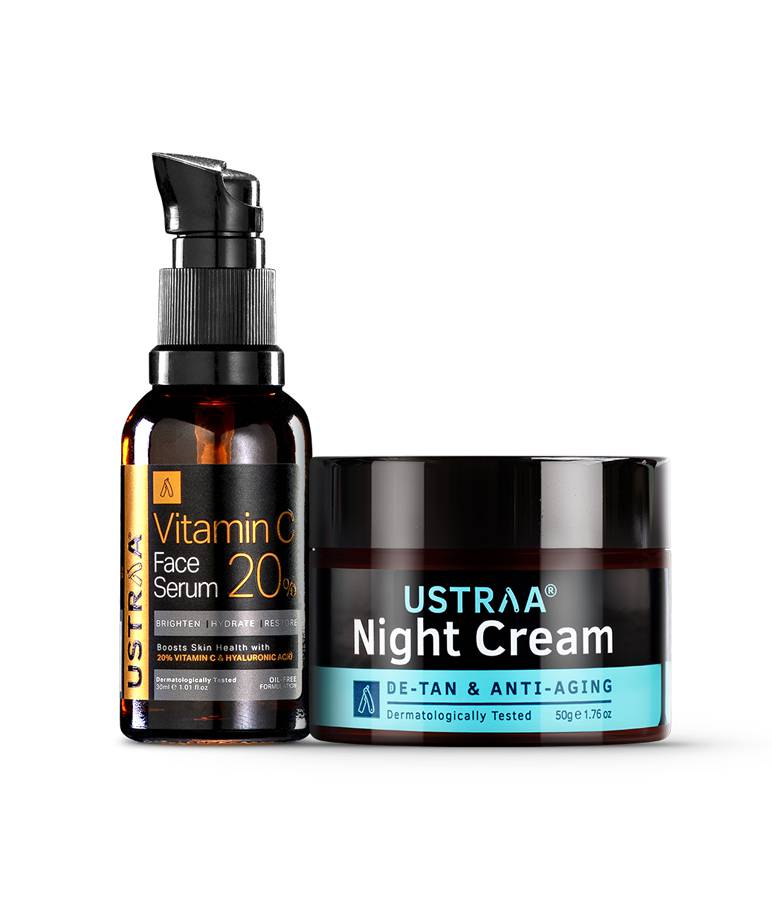 USTRAA
Vitamin C
Face
Serum 20%
BRIGHTEN | HYDRATE | RESTORE
Boosts Skin Health with
20% VITAMIN C & HYALURONIC ACID
Dermatologically Tested
30ml e 1.01 fl.oz
OIL-FREE
FORMULATION
USTRAA®
Night Cream
DE-TAN & ANTI-AGING
Dermatologically Tested 50g e 1.76 oz